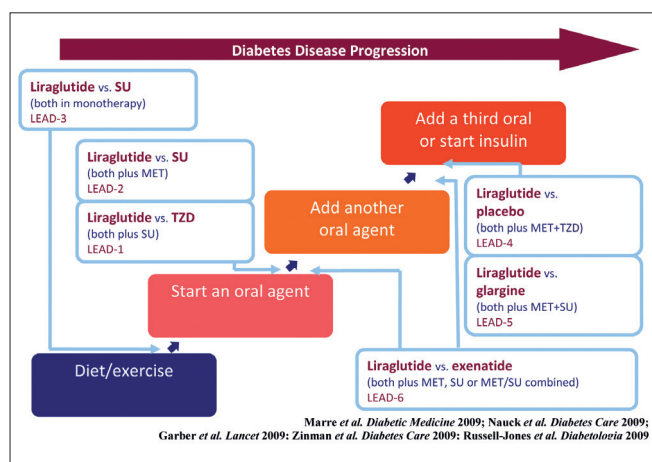 Diabetes Disease Progression
Liraglutide vs. SU
(both in monotherapy)
LEAD-3
Liraglutide vs. SU
(both plus MET)
LEAD-2
Liraglutide vs. TZD
(both plus SU)
LEAD-1
Add a third oral
or start insulin
Add another
oral agent
Start an oral agent
Diet/exercise
Liraglutide vs.
placebo
(both plus MET+TZD)
LEAD-4
Liraglutide vs.
glargine
(both plus MET+SU)
LEAD-5
Liraglutide vs. exenatide
(both plus MET, SU or MET/SU combined)
LEAD-6
Marre et al. Diabetic Medicine 2009; Nauck et al. Diabetes Care 2009;
Garber et al. Lancet 2009: Zinman et al. Diabetes Care 2009: Russell-Jones et al. Diabetologia 2009